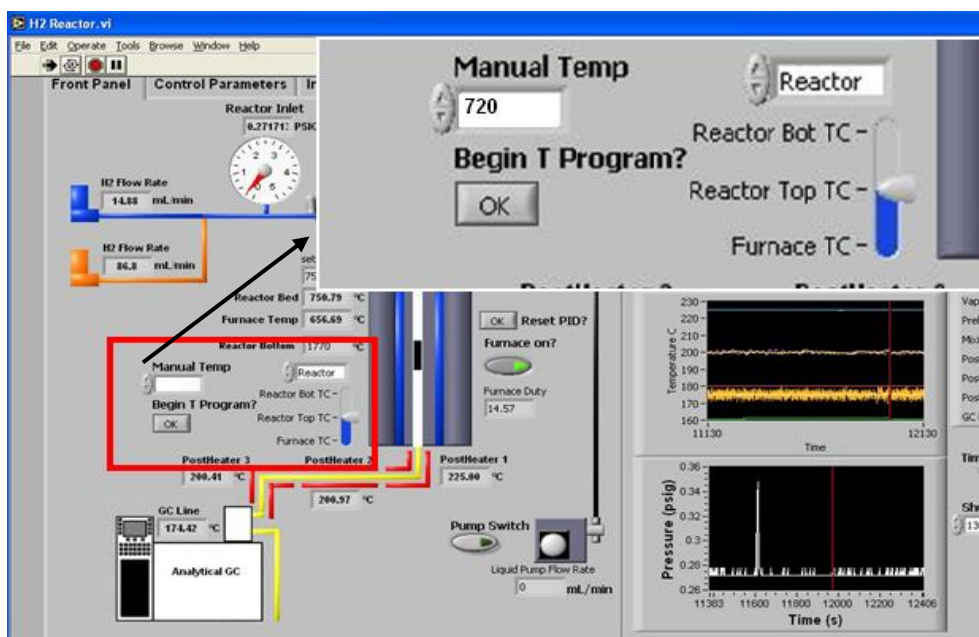 H2 Reactor.vi
File Edit Operate Tools Browse Window Help
Front Panel Control Parameters
Reactor Inlet
0.27171 PSIG
H2 Flow Rate
14.88 mL/min
H2 Flow Rate
86.8 mL/min
Reactor Bed 750.79 °C
Furnace Temp 656.69 °C
Reactor Bottom 1770 °C
Manual Temp
Reactor
Begin T Program?
OK
Reactor Bot TC
Reactor Top TC
Furnace TC
Manual Temp
720
Reactor
Begin T Program?
OK
Reactor Bot TC
Reactor Top TC
Furnace TC
OK Reset PID?
Furnace on?
Furnace Duty
14.57
PostHeater 3
200.41 °C
PostHeater 2
200.97 °C
PostHeater 1
225.00 °C
GC Line
174.42 °C
Analytical GC
Pump Switch
Liquid Pump Flow Rate
0 mL/min
Temperature C
230
220
210
200
190
180
170
160
11130 12130
Time
Pressure (psig)
0.36
0.34
0.32
0.3
0.28
0.26
11383 11600 11800 12000 12200 12406
Time (s)